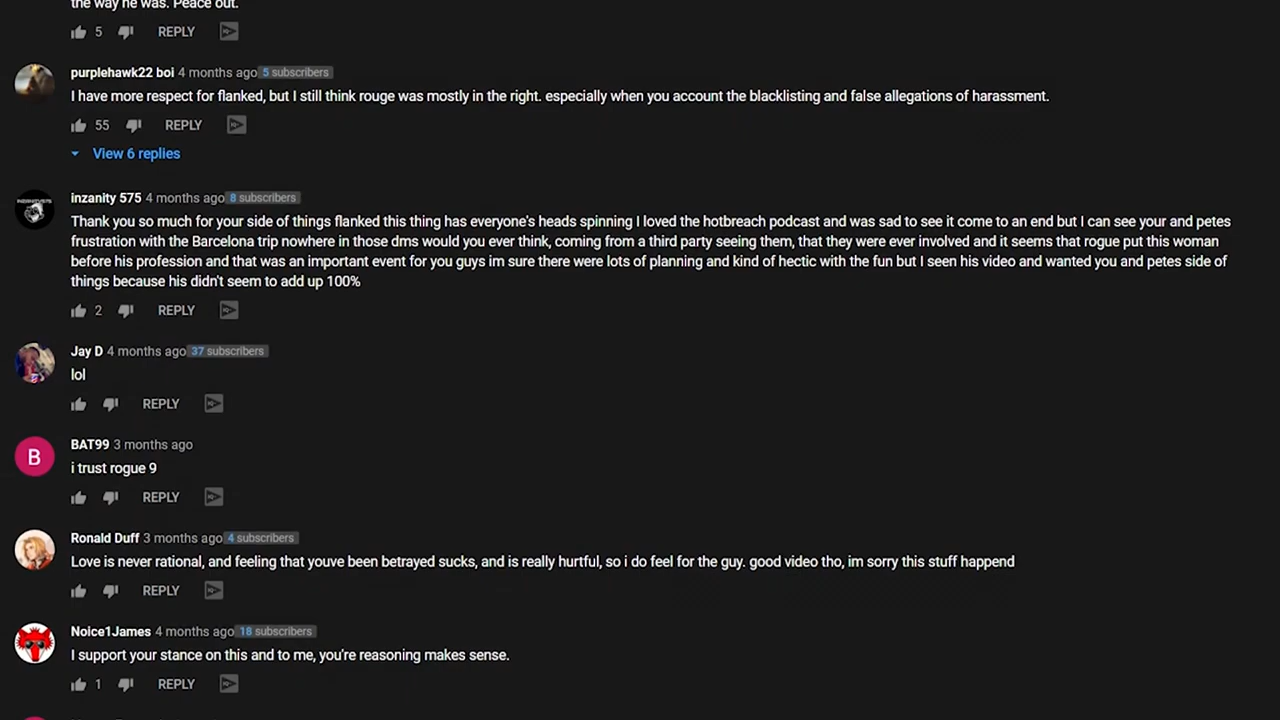 the way he was. Peace out.
5 REPLY
purplehawk22 boi 4 months ago 5 subscribers
I have more respect for flanked, but I still think rouge was mostly in the right. especially when you account the blacklisting and false allegations of harassment.
55 REPLY
View 6 replies
inzanity 575 4 months ago 8 subscribers
Thank you so much for your side of things flanked this thing has everyone's heads spinning I loved the hotbreach podcast and was sad to see it come to an end but I can see your and petes
frustration with the Barcelona trip nowhere in those dms would you ever think, coming from a third party seeing them, that they were ever involved and it seems that rogue put this woman
before his profession and that was an important event for you guys im sure there were lots of planning and kind of hectic with the fun but I seen his video and wanted you and petes side of
things because his didn't seem to add up 100%
2 REPLY
Jay D 4 months ago 37 subscribers
lol
REPLY
B
BAT99 3 months ago
i trust rogue 9
REPLY
Ronald Duff 3 months ago 4 subscribers
Love is never rational, and feeling that youve been betrayed sucks, and is really hurtful, so i do feel for the guy. good video tho, im sorry this stuff happend
REPLY
Noice1James 4 months ago 18 subscribers
I support your stance on this and to me, you're reasoning makes sense.
1 REPLY